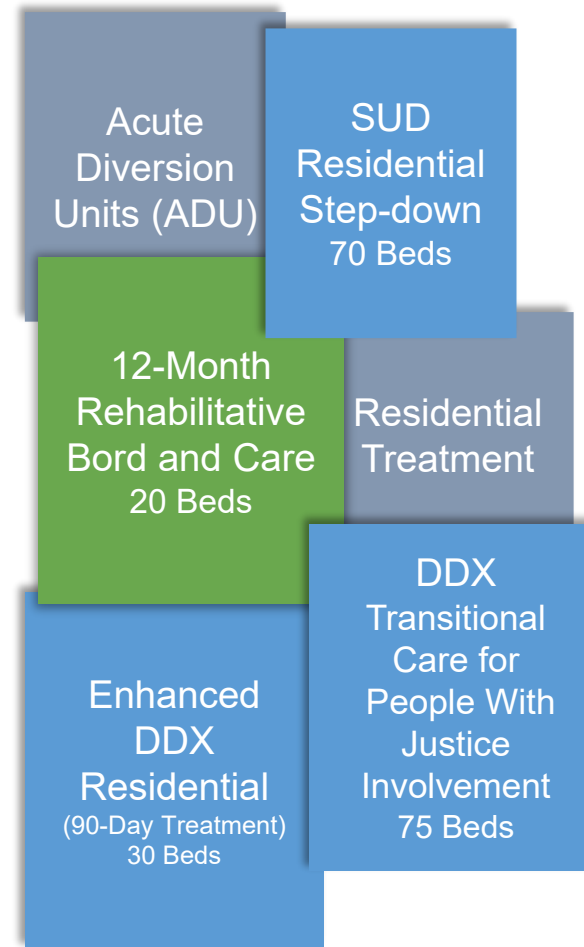 Acute
Diversion
Units (ADU)
SUD
Residential
Step-down
70 Beds
12-Month
Rehabilitative
Bord and Care
20 Beds
Residential
Treatment
Enhanced
DDX
Residential
(90-Day Treatment)
30 Beds
DDX
Transitional
Care for
People With
Justice
Involvement
75 Beds